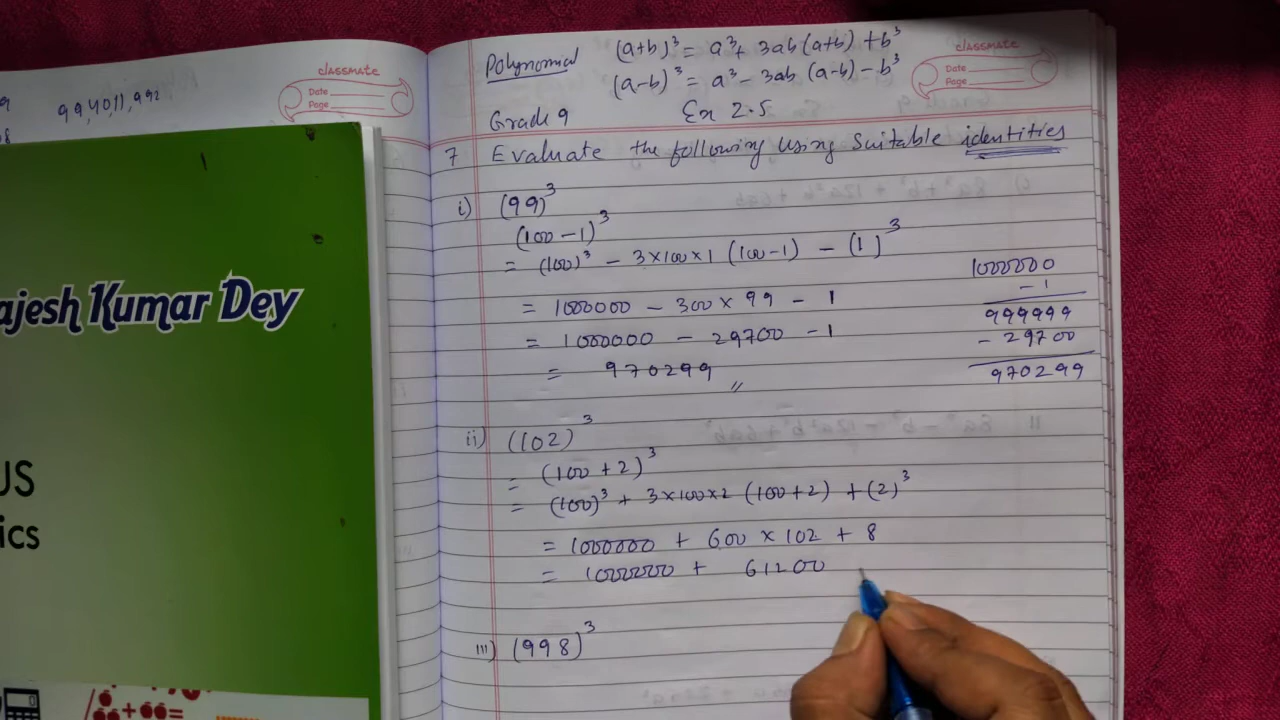 99,4011,992
CLASSMATE
Date
Page
ajesh Kumar Dey
US
ics
Polynomial (a+b)³ = a³+ 3ab(a+b) +b³
(a-b)³ = a³- 3ab (a-b) - b³
CLASSMATE
Date
Page
Grade 9 Ex 2.5
7 Evaluate the following using Suitable identities
i) (99)³
(100 -1)³
= (100)³ - 3×100×1 (100-1) - (1)³
= 1000000 - 300 × 99 - 1
= 1000000 - 29700 -1
= 970299 ,,
1000000
-1
999999
- 29700
970299
ii) (102)³
= (100 +2)³
= (100)³ + 3×100×2 (100+2) + (2)³
= 1000000 + 600 × 102 + 8
= 1000000 + 61200
iii) (998)³